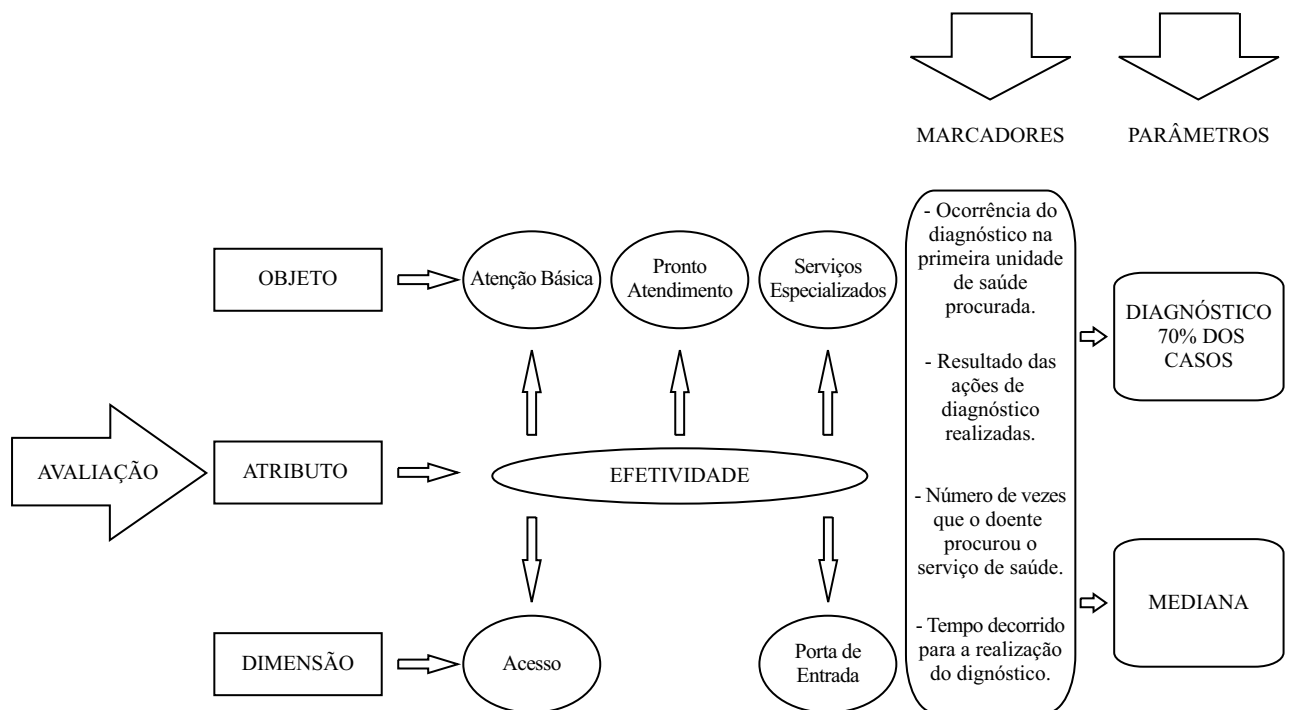 MARCADORES
PARÂMETROS
OBJETO
Atenção Básica
Pronto
Atendimento
Serviços
Especializados
- Ocorrência do
diagnóstico na
primeira unidade
de saúde
procurada.
- Resultado das
ações de
diagnóstico
realizadas.
- Número de vezes
que o doente
procurou o
serviço de saúde.
- Tempo decorrido
para a realização
do dignóstico.
DIAGNÓSTICO
70% DOS
CASOS
AVALIAÇÃO
ATRIBUTO
EFETIVIDADE
MEDIANA
DIMENSÃO
Acesso
Porta de
Entrada